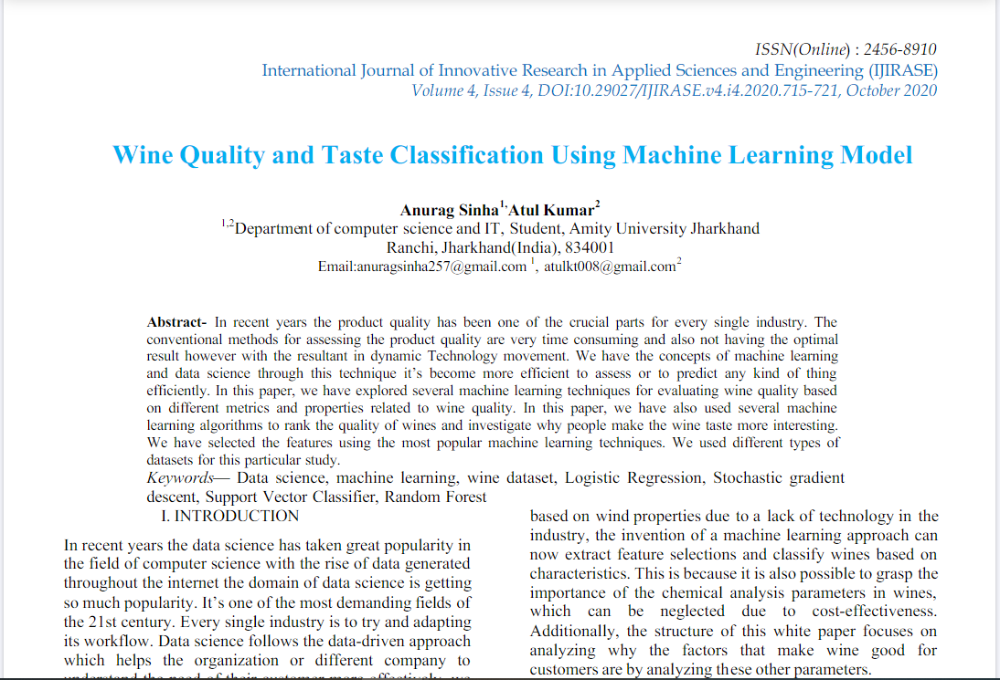 ISSN(Online) : 2456-8910
International Journal of Innovative Research in Applied Sciences and Engineering (IJIRASE)
Volume 4, Issue 4, DOI:10.29027/IJIRASE.v4.i4.2020.715-721, October 2020
Wine Quality and Taste Classification Using Machine Learning Model
Anurag Sinha1,Atul Kumar2
1,2Department of computer science and IT, Student, Amity University Jharkhand
Ranchi, Jharkhand(India), 834001
Email:anuragsinha257@gmail.com 1, atulkt008@gmail.com2
Abstract- In recent years the product quality has been one of the crucial parts for every single industry. The
conventional methods for assessing the product quality are very time consuming and also not having the optimal
result however with the resultant in dynamic Technology movement. We have the concepts of machine learning
and data science through this technique it's become more efficient to assess or to predict any kind of thing
efficiently. In this paper, we have explored several machine learning techniques for evaluating wine quality based
on different metrics and properties related to wine quality. In this paper, we have also used several machine
learning algorithms to rank the quality of wines and investigate why people make the wine taste more interesting.
We have selected the features using the most popular machine learning techniques. We used different types of
datasets for this particular study.
Keywords— Data science, machine learning, wine dataset, Logistic Regression, Stochastic gradient
descent, Support Vector Classifier, Random Forest
I. INTRODUCTION
In recent years the data science has taken great popularity in
the field of computer science with the rise of data generated
throughout the internet the domain of data science is getting
so much popularity. It's one of the most demanding fields of
the 21st century. Every single industry is to try and adapting
its workflow. Data science follows the data-driven approach
which helps the organization or different company to
understand the need of their customer more effectively, we
based on wind properties due to a lack of technology in the
industry, the invention of a machine learning approach can
now extract feature selections and classify wines based on
characteristics. This is because it is also possible to grasp the
importance of the chemical analysis parameters in wines,
which can be neglected due to cost-effectiveness.
Additionally, the structure of this white paper focuses on
analyzing why the factors that make wine good for
customers are by analyzing these other parameters.